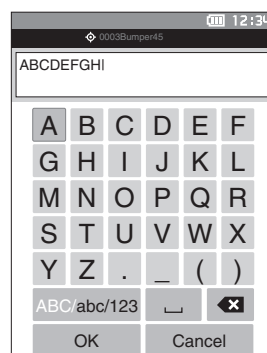 12:34
0003Bumper45
ABCDEFGHI
A B C D E F
G H I J K L
M N O P Q R
S T U V W X
Y Z . _ ( )
ABC/abc/123
OK Cancel